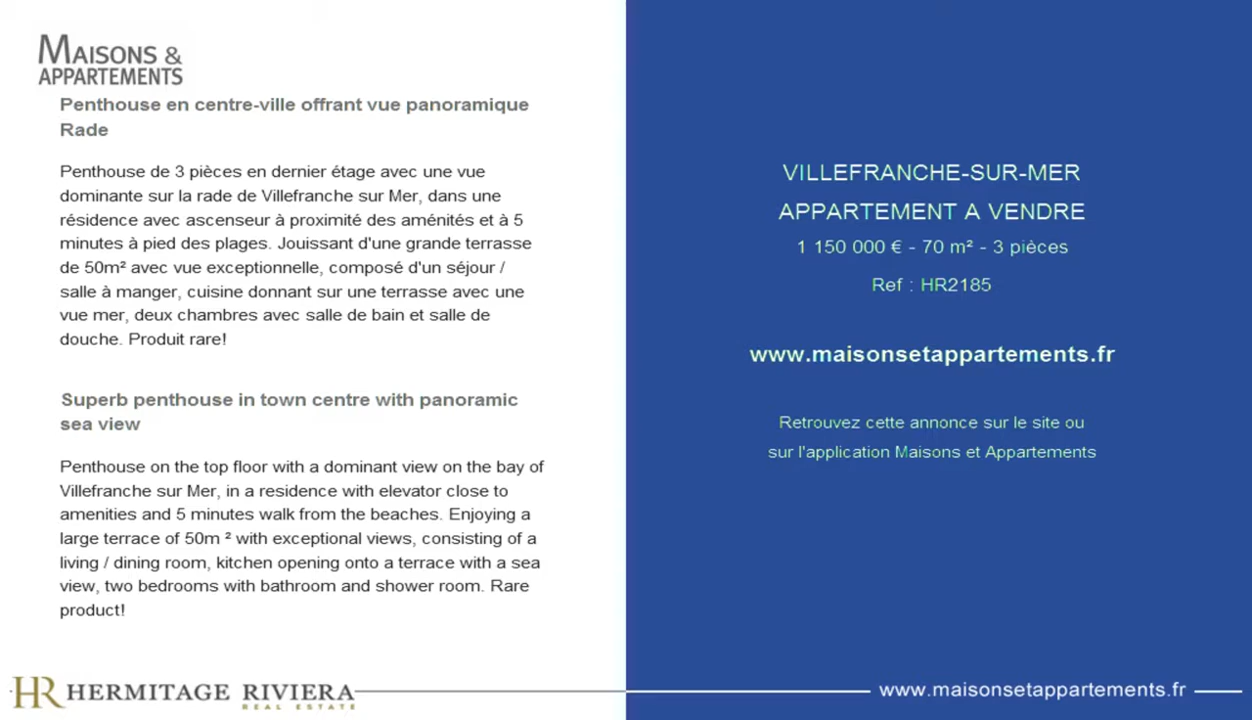 MAISONS &
APPARTEMENTS
Penthouse en centre-ville offrant vue panoramique
Rade
Penthouse de 3 pièces en dernier étage avec une vue
dominante sur la rade de Villefranche sur Mer, dans une
résidence avec ascenseur à proximité des aménités et à 5
minutes à pied des plages. Jouissant d'une grande terrasse
de 50m² avec vue exceptionnelle, composé d'un séjour /
salle à manger, cuisine donnant sur une terrasse avec une
vue mer, deux chambres avec salle de bain et salle de
douche. Produit rare!
Superb penthouse in town centre with panoramic
sea view
Penthouse on the top floor with a dominant view on the bay of
Villefranche sur Mer, in a residence with elevator close to
amenities and 5 minutes walk from the beaches. Enjoying a
large terrace of 50m ² with exceptional views, consisting of a
living / dining room, kitchen opening onto a terrace with a sea
view, two bedrooms with bathroom and shower room. Rare
product!
HR HERMITAGE RIVIERA
REAL ESTATE
VILLEFRANCHE-SUR-MER
APPARTEMENT A VENDRE
1 150 000 € - 70 m² - 3 pièces
Ref : HR2185
www.maisonsetappartements.fr
Retrouvez cette annonce sur le site ou
sur l'application Maisons et Appartements
www.maisonsetappartements.fr